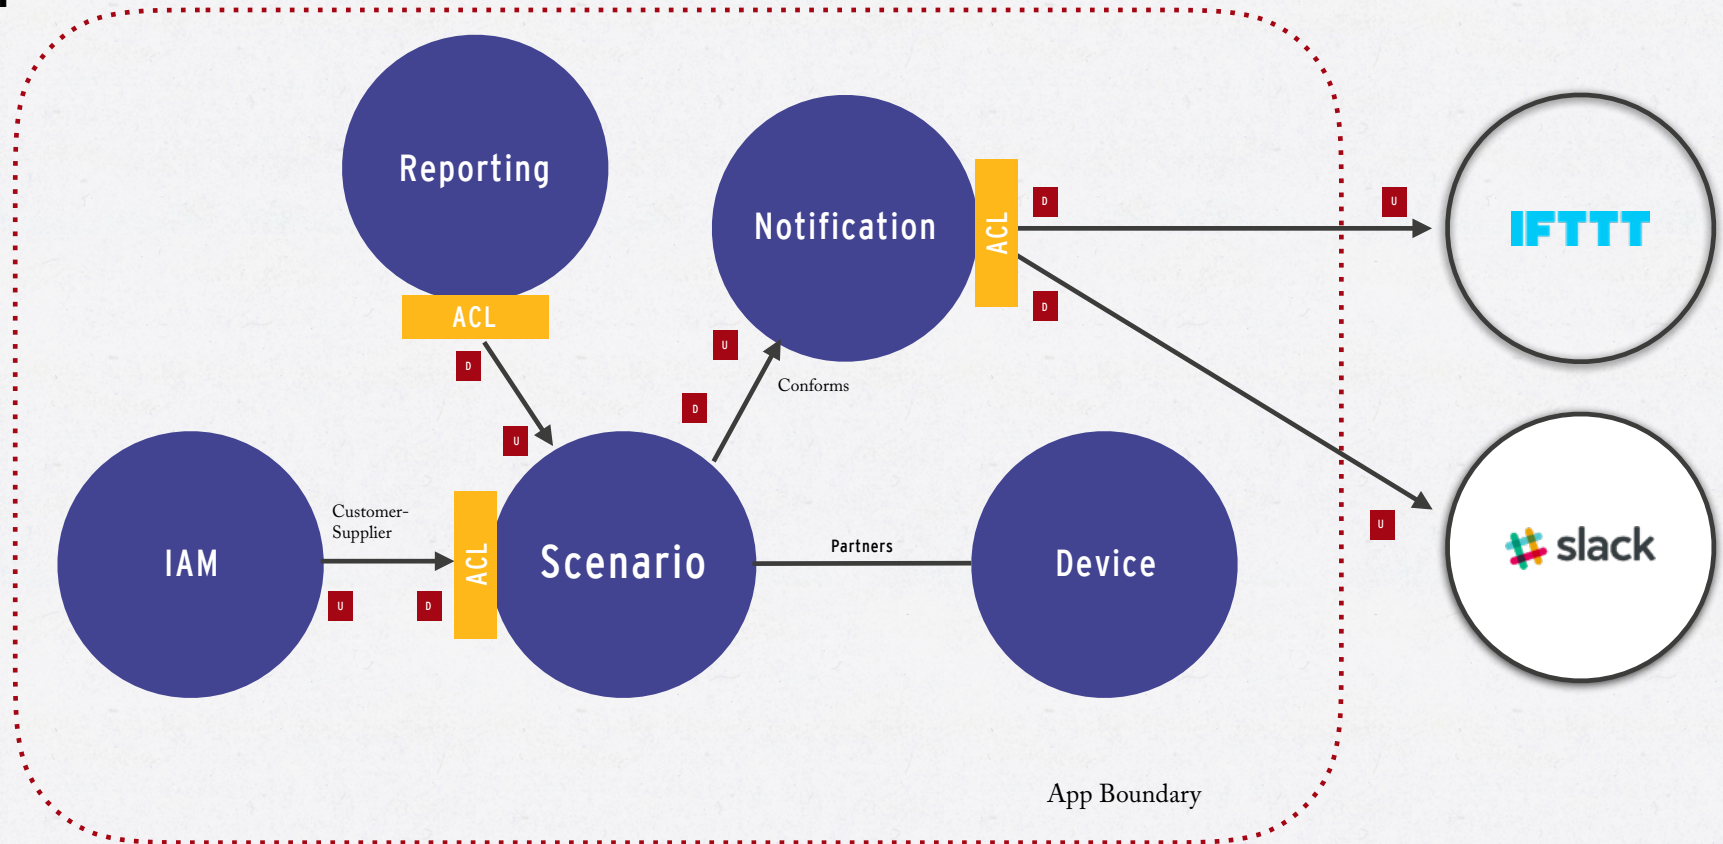 Reporting
Notification
ACL
D
U
IFTTT
ACL
D
D
U
Conforms
D
U
U
Customer-
Supplier
IAM
ACL
Scenario
Partners
Device
slack
U
D
App Boundary